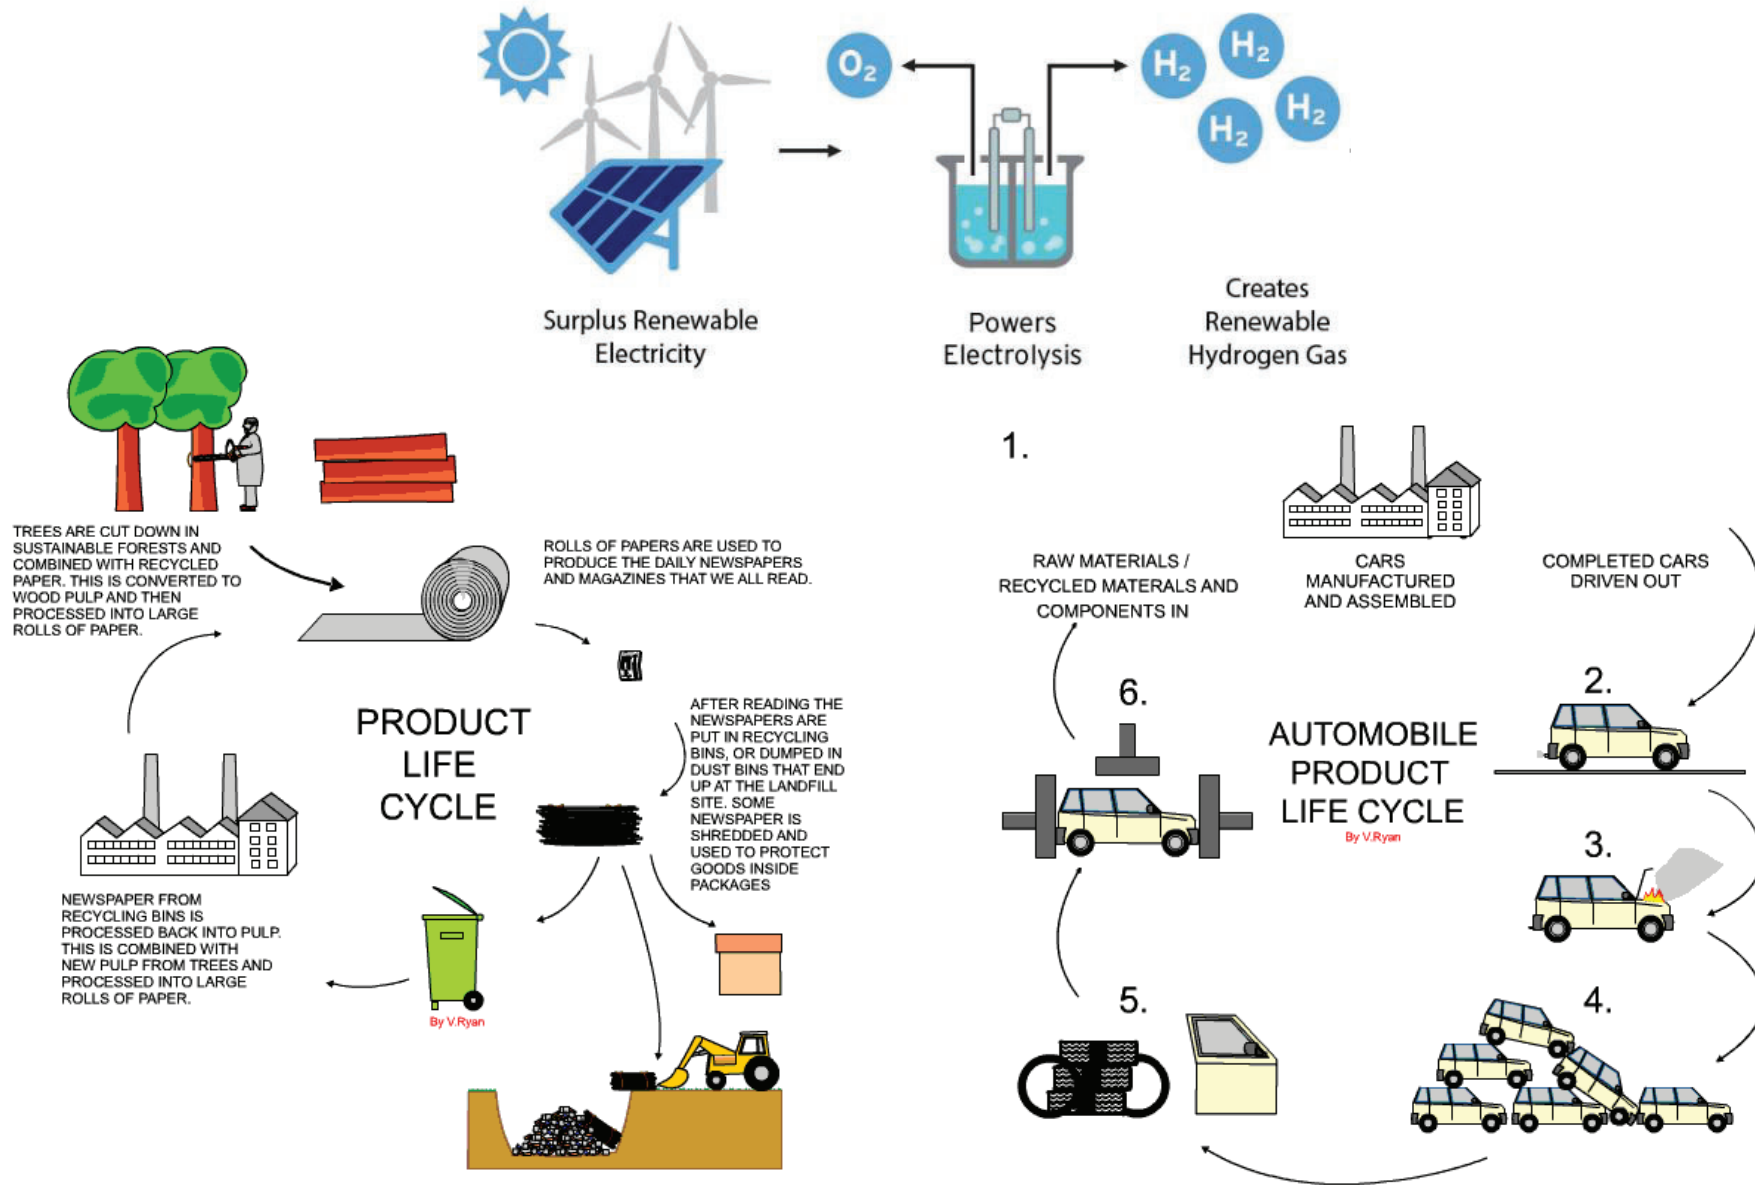 O₂
H₂
H₂
H₂
H₂
Surplus Renewable
Electricity
Powers
Electrolysis
Creates
Renewable
Hydrogen Gas
TREES ARE CUT DOWN IN
SUSTAINABLE FORESTS AND
COMBINED WITH RECYCLED
PAPER. THIS IS CONVERTED TO
WOOD PULP AND THEN
PROCESSED INTO LARGE
ROLLS OF PAPER.
ROLLS OF PAPERS ARE USED TO
PRODUCE THE DAILY NEWSPAPERS
AND MAGAZINES THAT WE ALL READ.
PRODUCT
LIFE
CYCLE
AFTER READING THE
NEWSPAPERS ARE
PUT IN RECYCLING
BINS, OR DUMPED IN
DUST BINS THAT END
UP AT THE LANDFILL
SITE. SOME
NEWSPAPER IS
SHREDDED AND
USED TO PROTECT
GOODS INSIDE
PACKAGES
NEWSPAPER FROM
RECYCLING BINS IS
PROCESSED BACK INTO PULP.
THIS IS COMBINED WITH
NEW PULP FROM TREES AND
PROCESSED INTO LARGE
ROLLS OF PAPER.
By V.Ryan
1.
RAW MATERIALS /
RECYCLED MATERALS AND
COMPONENTS IN
CARS
MANUFACTURED
AND ASSEMBLED
COMPLETED CARS
DRIVEN OUT
2.
6.
AUTOMOBILE
PRODUCT
LIFE CYCLE
By V.Ryan
3.
4.
5.